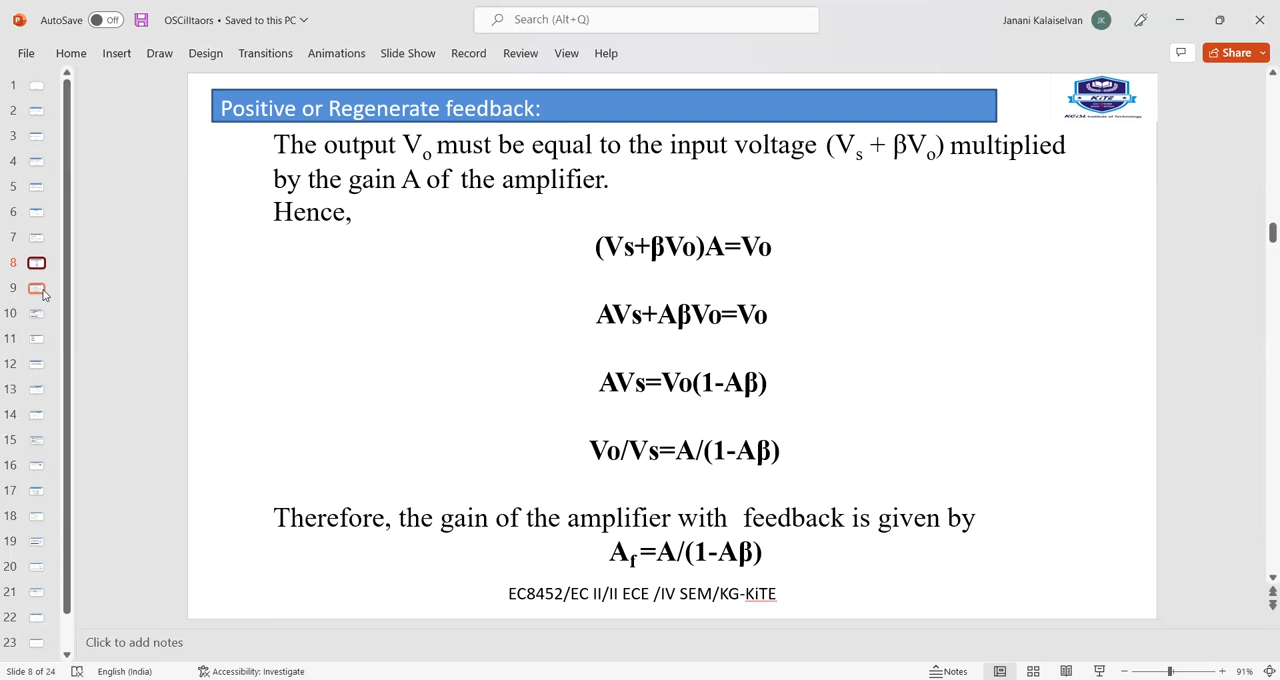 AutoSave Off OSCilltaors • Saved to this PC Search (Alt+Q) Janani Kalaiselvan JK
File Home Insert Draw Design Transitions Animations Slide Show Record Review View Help Share
1
2
3
4
5
6
7
8
9
10
11
12
13
14
15
16
17
18
19
20
21
22
23
Positive or Regenerate feedback:
KiTE
KGiSL Institute of Technology
The output Vo must be equal to the input voltage (Vs + βVo) multiplied
by the gain A of the amplifier.
Hence,
(Vs+βVo)A=Vo
AVs+AβVo=Vo
AVs=Vo(1-Aβ)
Vo/Vs=A/(1-Aβ)
Therefore, the gain of the amplifier with feedback is given by
Af =A/(1-Aβ)
EC8452/EC II/II ECE /IV SEM/KG-KiTE
Click to add notes
Slide 8 of 24 English (India) Accessibility: Investigate Notes 91%